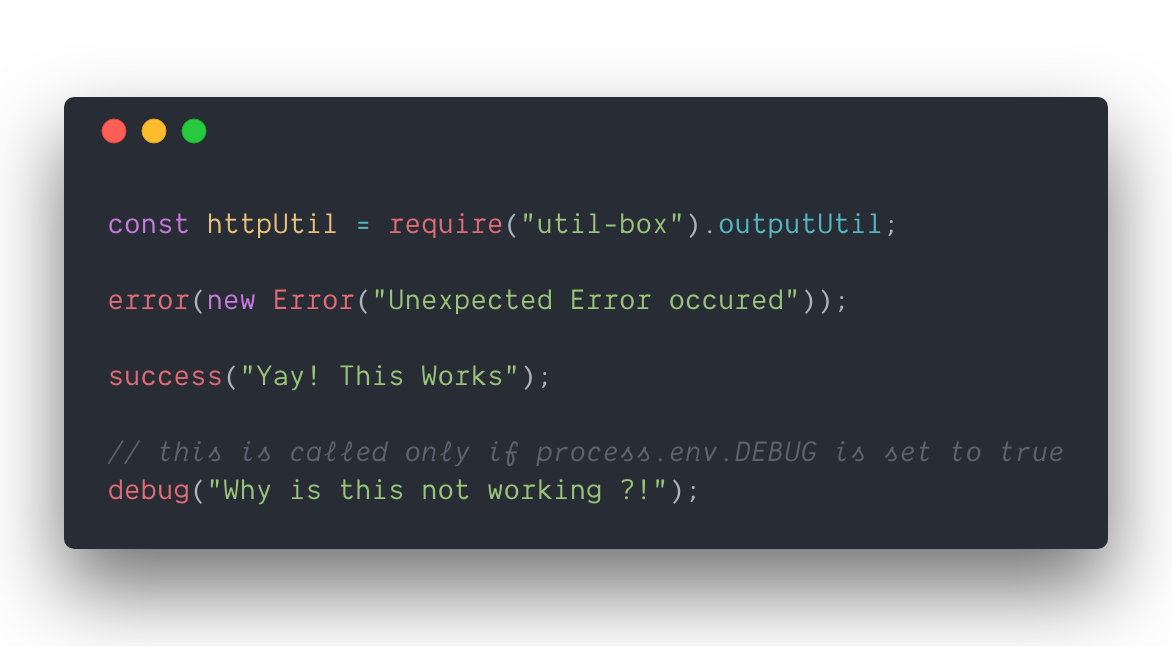 const httpUtil = require("util-box").outputUtil;
error(new Error("Unexpected Error occured"));
success("Yay! This Works");
// this is called only if process.env.DEBUG is set to true
debug("Why is this not working ?!");